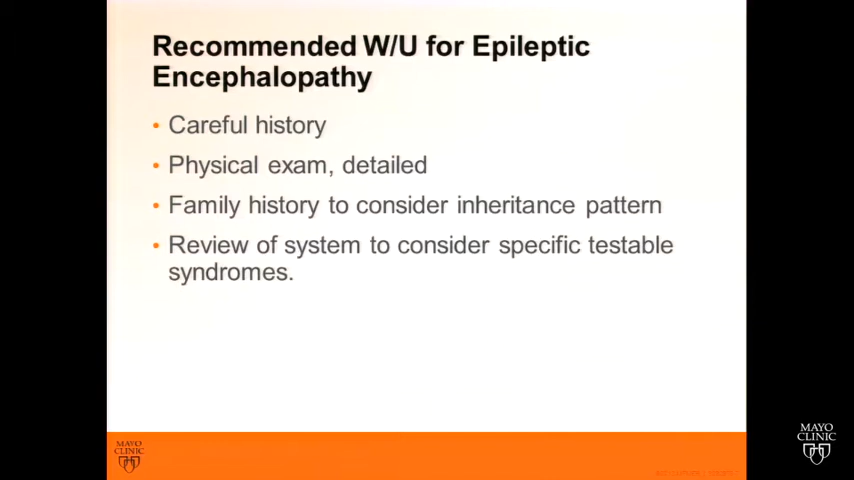 Recommended W/U for Epileptic
Encephalopathy
• Careful history
• Physical exam, detailed
• Family history to consider inheritance pattern
• Review of system to consider specific testable
syndromes.
MAYO
CLINIC
MAYO
CLINIC